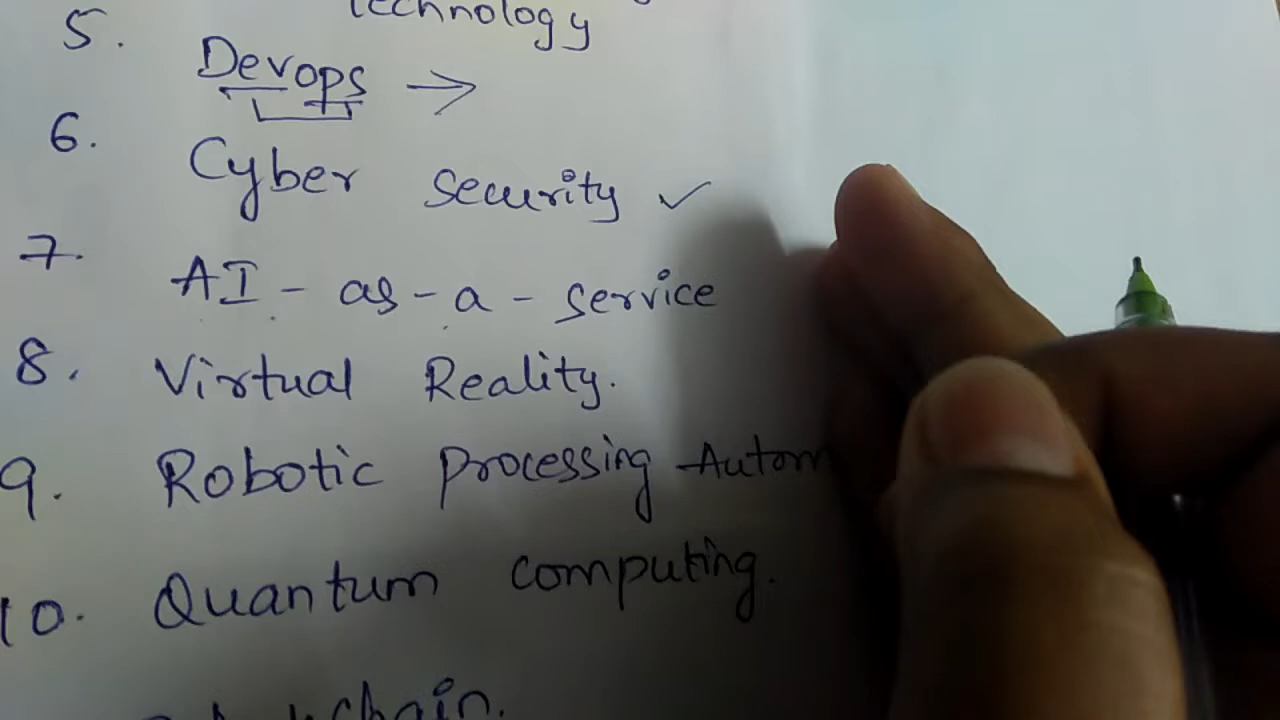 technology
5. Devops →
6. Cyber security ✓
7. AI - as - a - service
8. Virtual Reality.
9. Robotic processing Autom
10. Quantum computing.